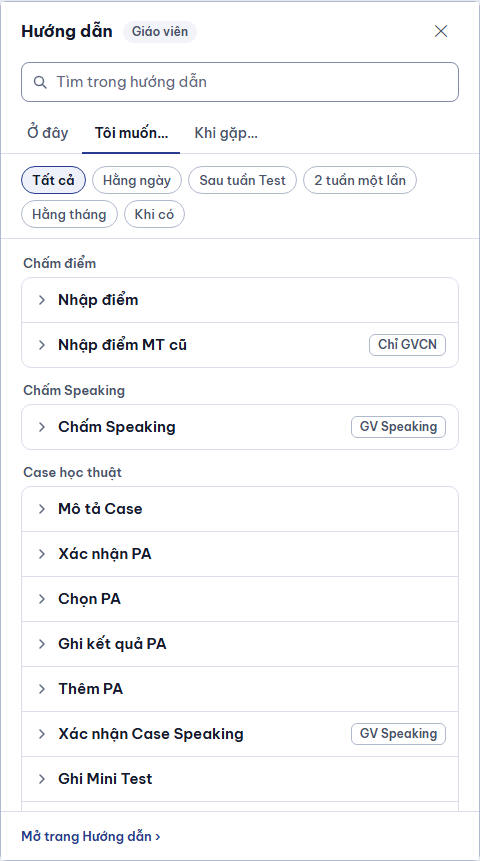 Hướng dẫn Giáo viên
Tìm trong hướng dẫn
Ở đây Tôi muốn... Khi gặp...
Tất cả Hằng ngày Sau tuần Test 2 tuần một lần
Hằng tháng Khi có
Chấm điểm
Nhập điểm
Nhập điểm MT cũ Chỉ GVCN
Chấm Speaking
Chấm Speaking GV Speaking
Case học thuật
Mô tả Case
Xác nhận PA
Chọn PA
Ghi kết quả PA
Thêm PA
Xác nhận Case Speaking GV Speaking
Ghi Mini Test
Mở trang Hướng dẫn ›